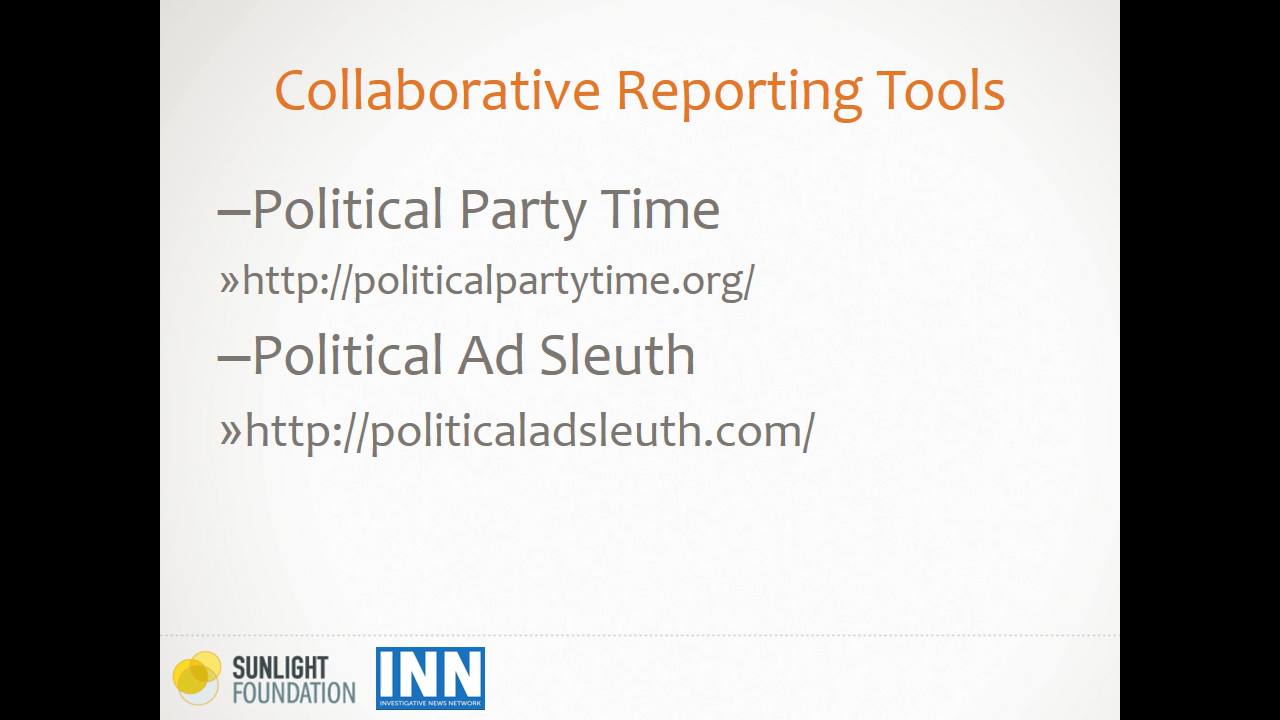 Collaborative Reporting Tools
–Political Party Time
»http://politicalpartytime.org/
–Political Ad Sleuth
»http://politicaladsleuth.com/
SUNLIGHT
FOUNDATION
INN
INVESTIGATIVE NEWS NETWORK